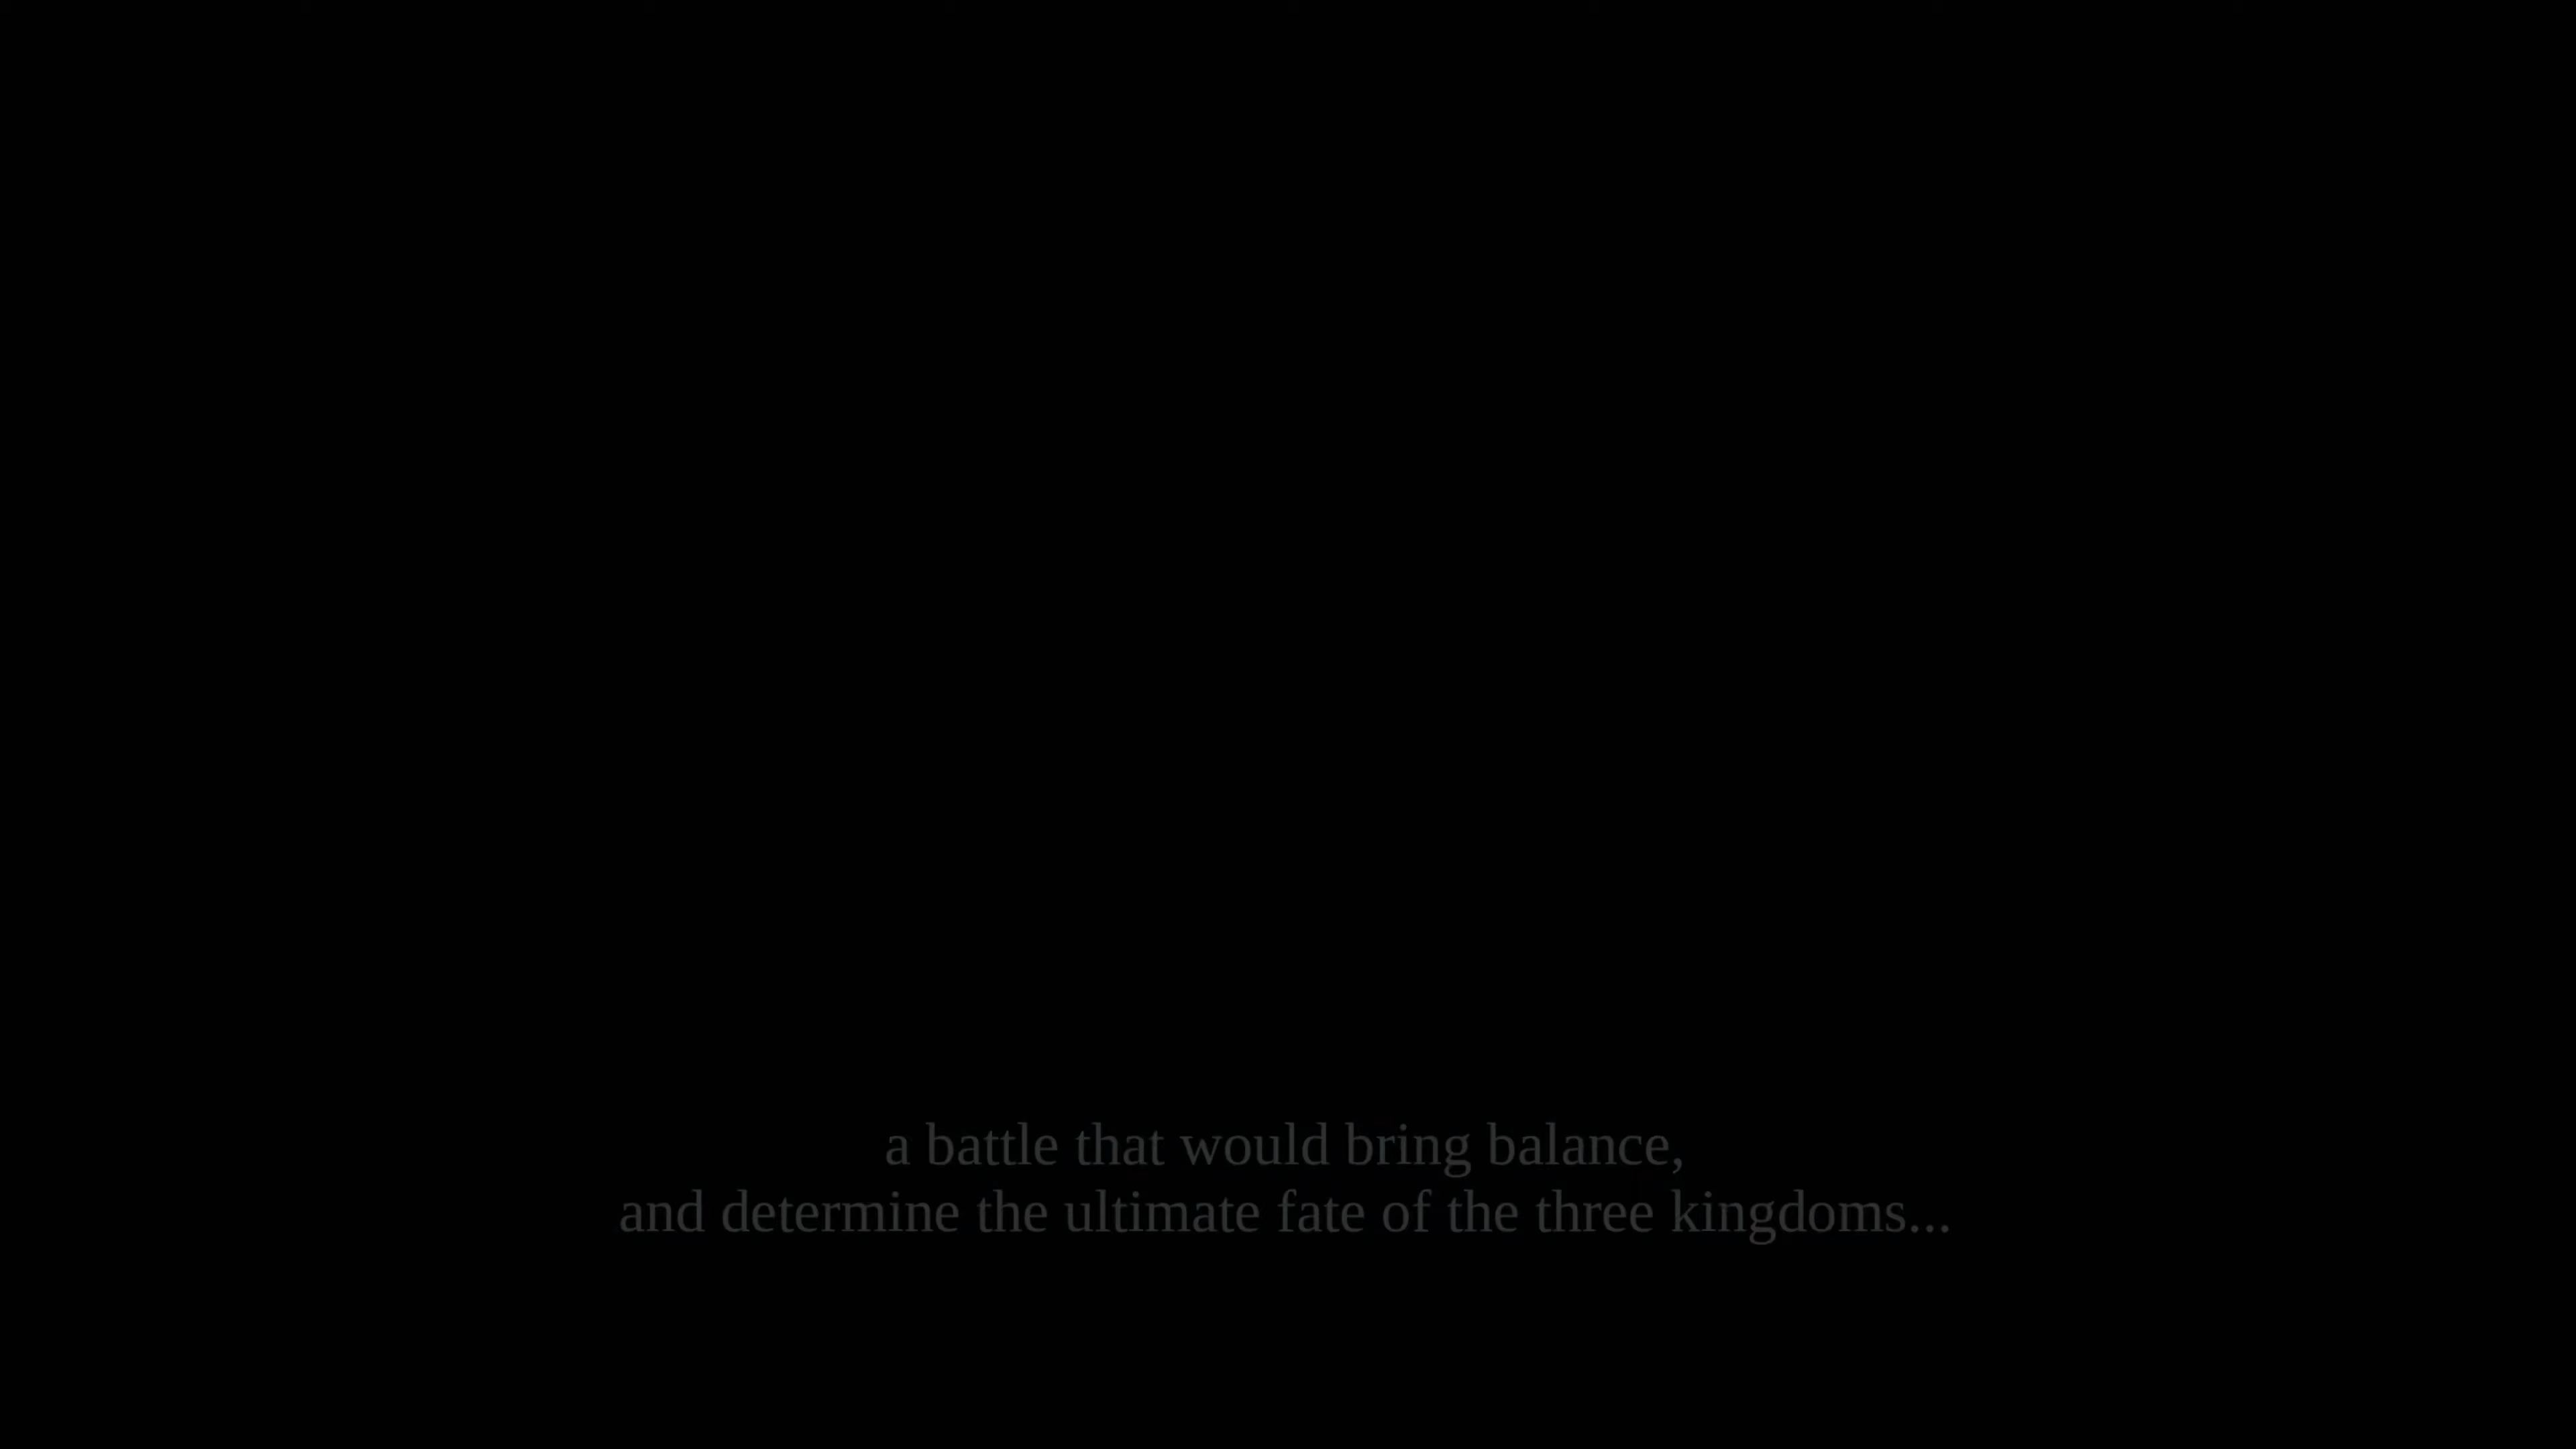 a battle that would bring balance,
and determine the ultimate fate of the three kingdoms...